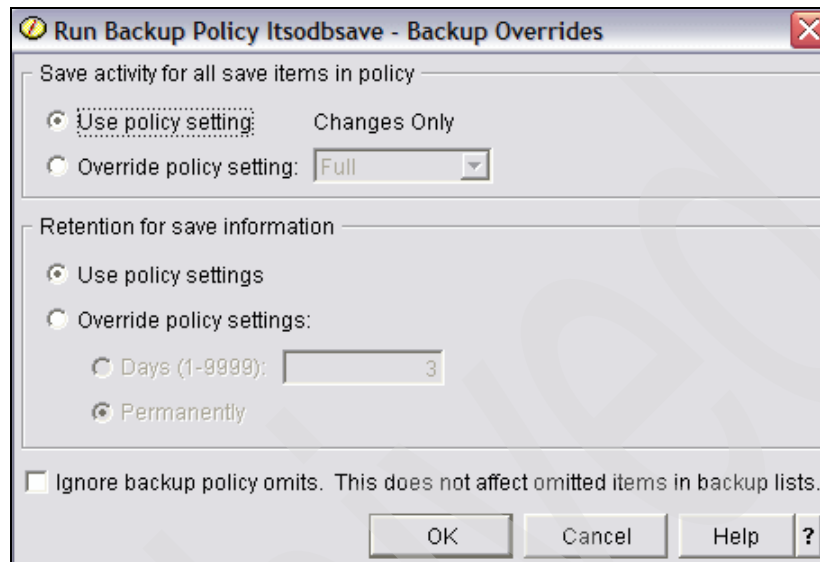 Run Backup Policy Itsodbsave - Backup Overrides
Save activity for all save items in policy
Use policy setting Changes Only
Override policy setting: Full
Retention for save information
Use policy settings
Override policy settings:
Days (1-9999): 3
Permanently
Ignore backup policy omits. This does not affect omitted items in backup lists.
OK Cancel Help ?